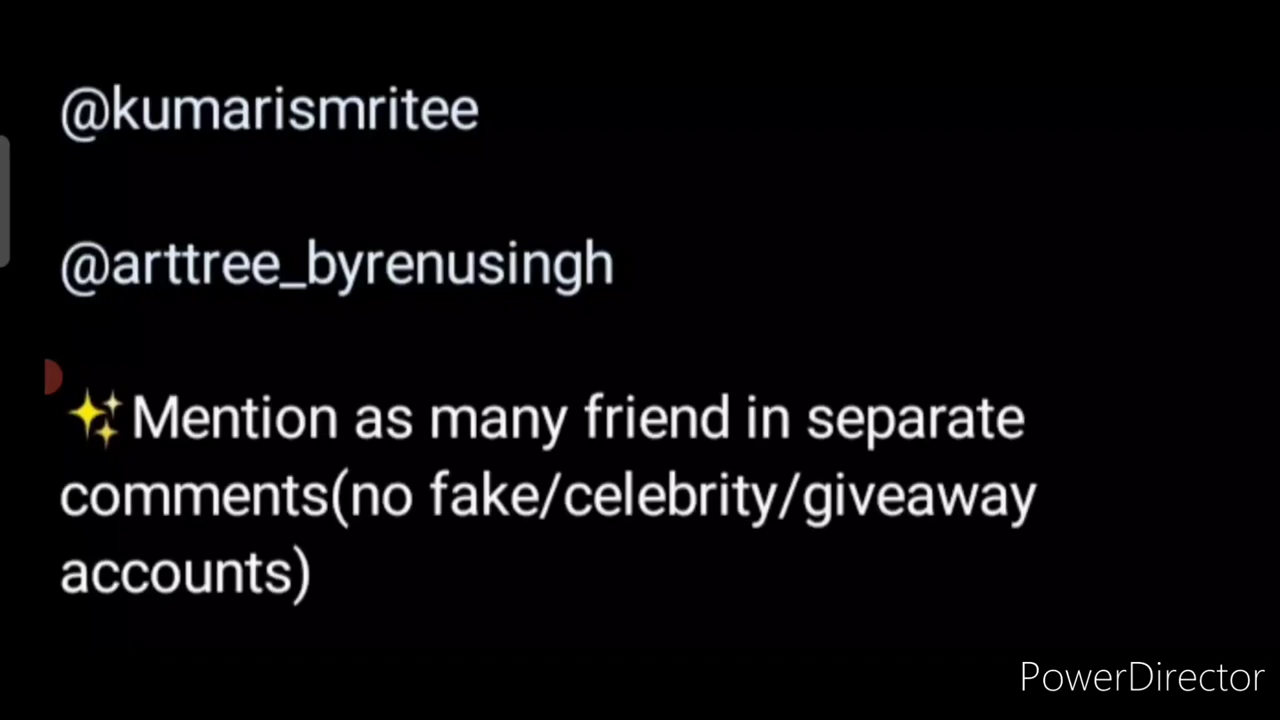 @kumarismritee
@arttree_byrenusingh
✨Mention as many friend in separate
comments(no fake/celebrity/giveaway
accounts)
PowerDirector